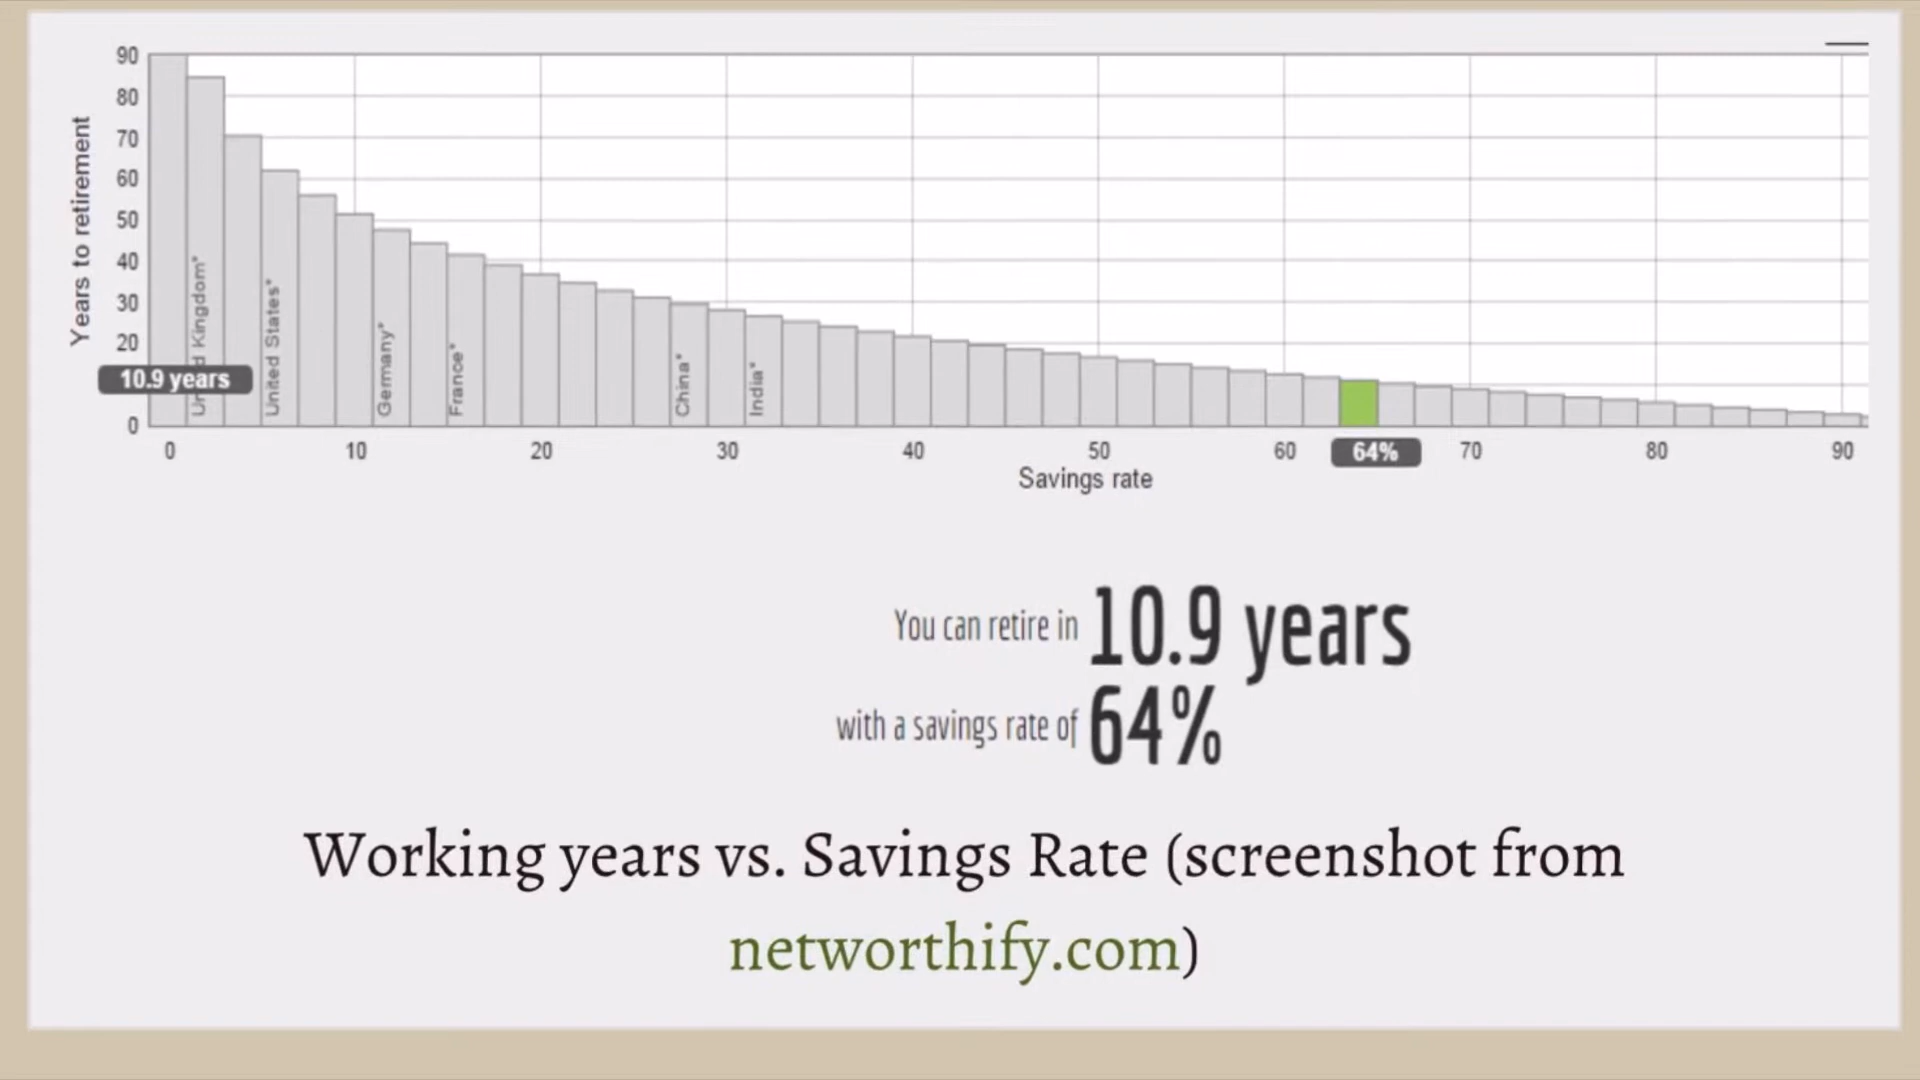 90
80
70
60
50
40
30
20
0
Years to retirement
10.9 years
United States*
Germany*
France*
China*
India*
Kingdom*
0 10 20 30 40 50 60 64% 70 80 90
Savings rate
You can retire in 10.9 years
with a savings rate of 64%
Working years vs. Savings Rate (screenshot from
networthify.com)